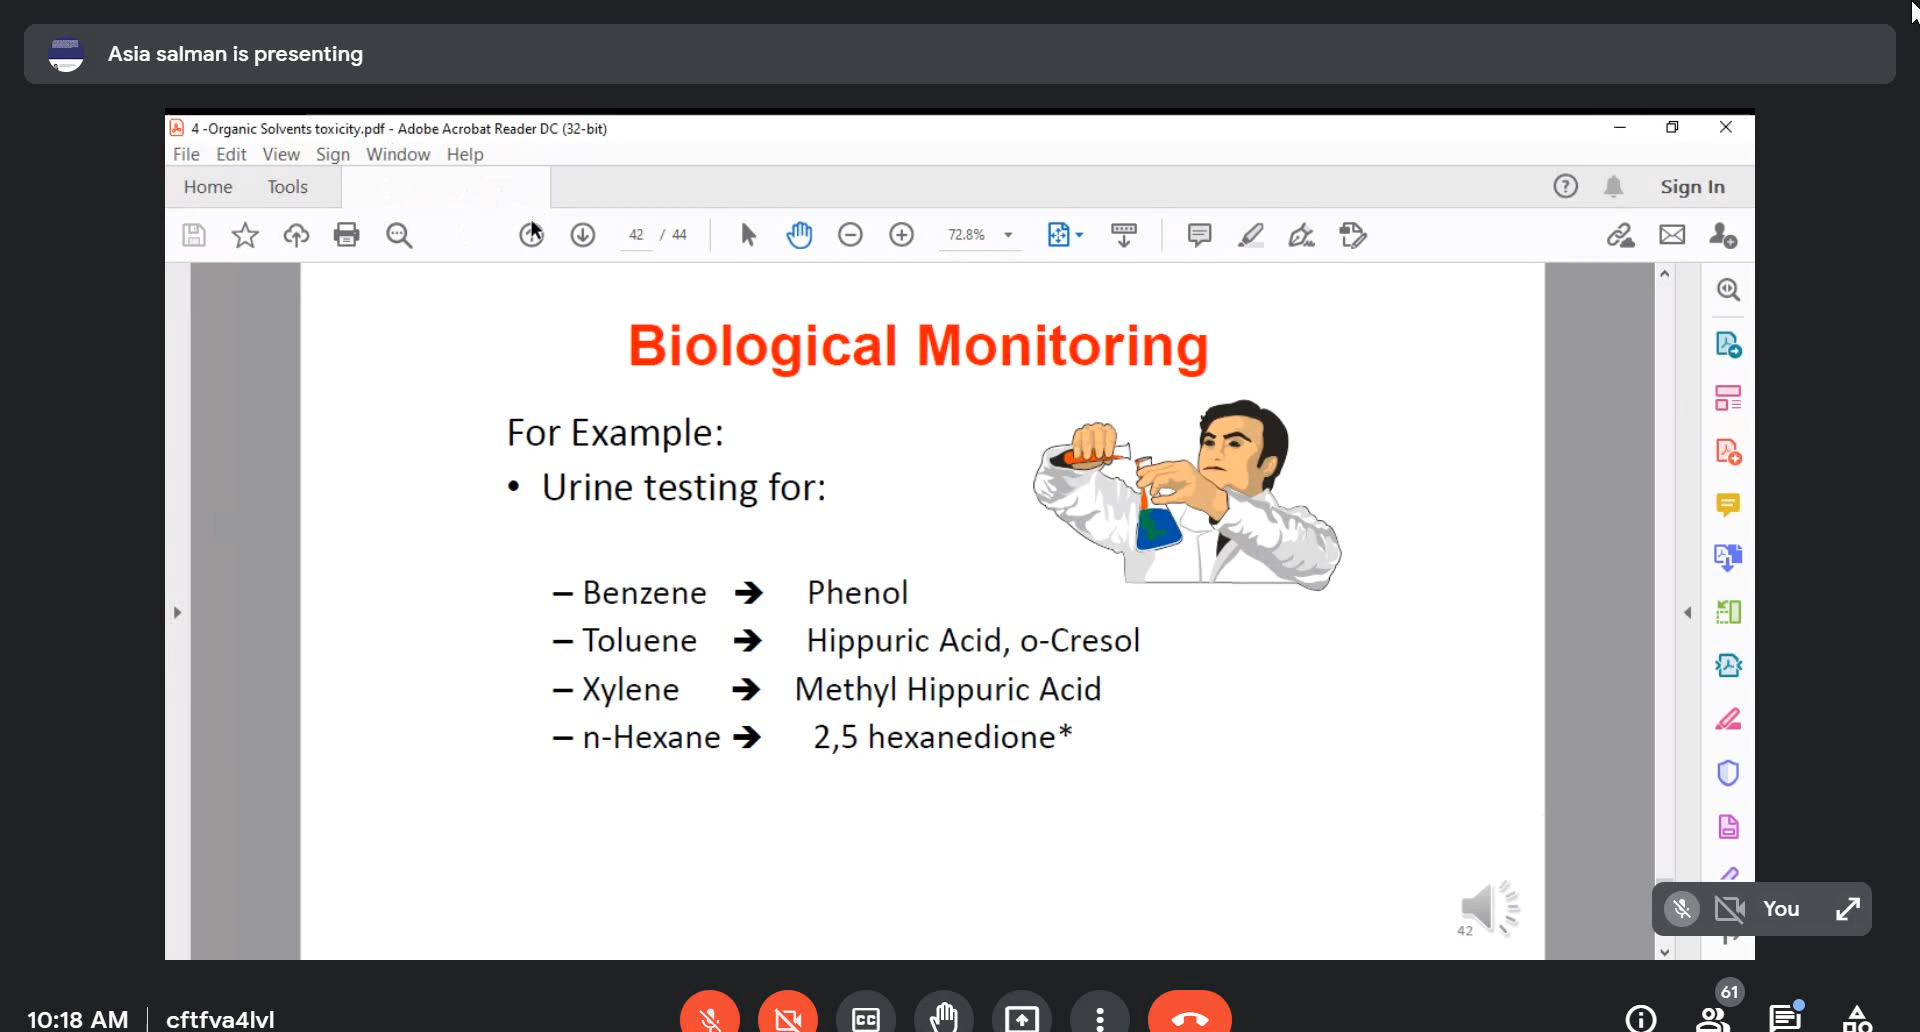 Asia salman is presenting
4 -Organic Solvents toxicity.pdf - Adobe Acrobat Reader DC (32-bit)
File Edit View Sign Window Help
Home Tools
Sign In
42 / 44
72.8%
Biological Monitoring
For Example:
• Urine testing for:
– Benzene ➔ Phenol
– Toluene ➔ Hippuric Acid, o-Cresol
– Xylene ➔ Methyl Hippuric Acid
– n-Hexane ➔ 2,5 hexanedione*
42
You
61
10:18 AM | cftfva4lvl
CC